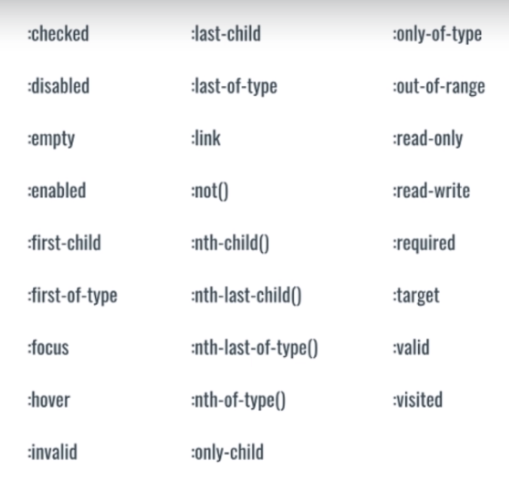 :checked
:disabled
:empty
:enabled
:first-child
:first-of-type
:focus
:hover
:invalid
:last-child
:last-of-type
:link
:not()
:nth-child()
:nth-last-child()
:nth-last-of-type()
:nth-of-type()
:only-child
:only-of-type
:out-of-range
:read-only
:read-write
:required
:target
:valid
:visited